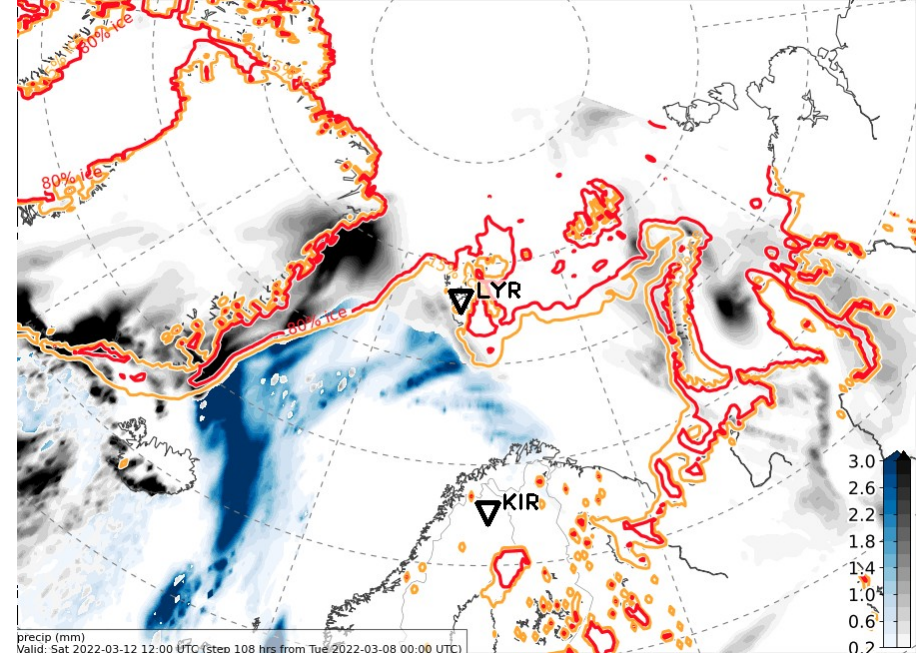 80% ice
80% ice
LYR
80% ice
KIR
3.0
2.6
2.2
1.8
1.4
1.0
0.6
0.2
precip (mm)
Valid: Sat 2022-03-12 12:00 UTC (step 108 hrs from Tue 2022-03-08 00:00 UTC)